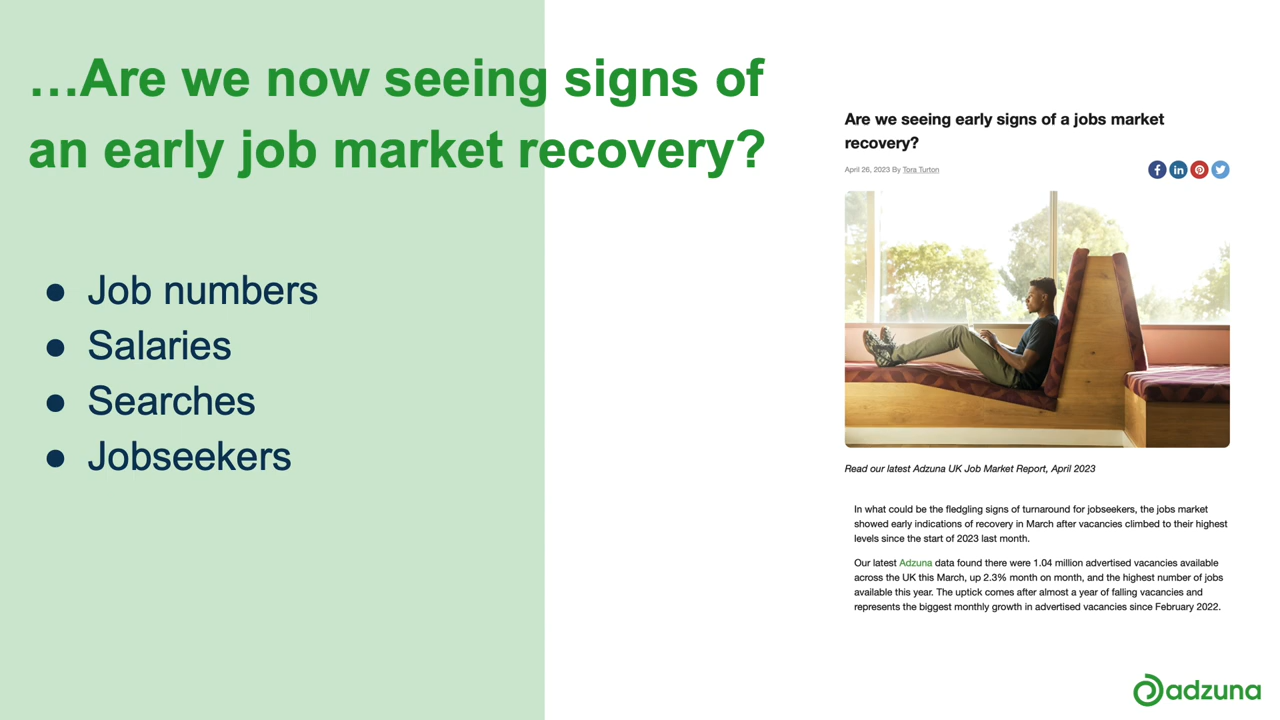 …Are we now seeing signs of
an early job market recovery?
● Job numbers
● Salaries
● Searches
● Jobseekers
Are we seeing early signs of a jobs market
recovery?
April 26, 2023 By Tora Turton
Read our latest Adzuna UK Job Market Report, April 2023
In what could be the fledgling signs of turnaround for jobseekers, the jobs market
showed early indications of recovery in March after vacancies climbed to their highest
levels since the start of 2023 last month.
Our latest Adzuna data found there were 1.04 million advertised vacancies available
across the UK this March, up 2.3% month on month, and the highest number of jobs
available this year. The uptick comes after almost a year of falling vacancies and
represents the biggest monthly growth in advertised vacancies since February 2022.
adzuna